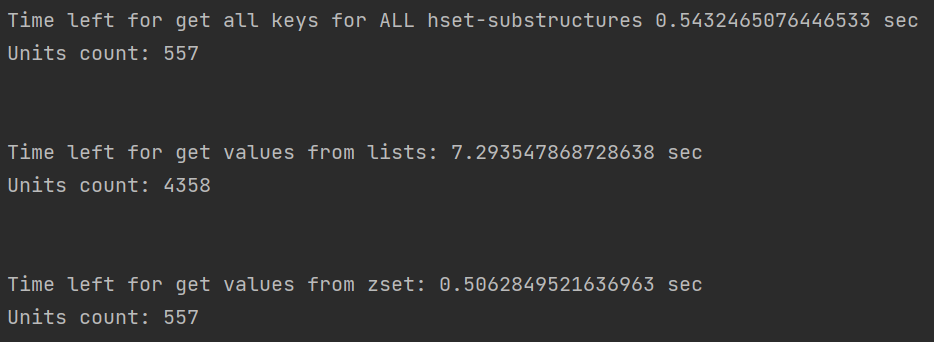 Time left for get all keys for ALL hset-substructures 0.5432465076446533 sec
Units count: 557
Time left for get values from lists: 7.293547868728638 sec
Units count: 4358
Time left for get values from zset: 0.5062849521636963 sec
Units count: 557